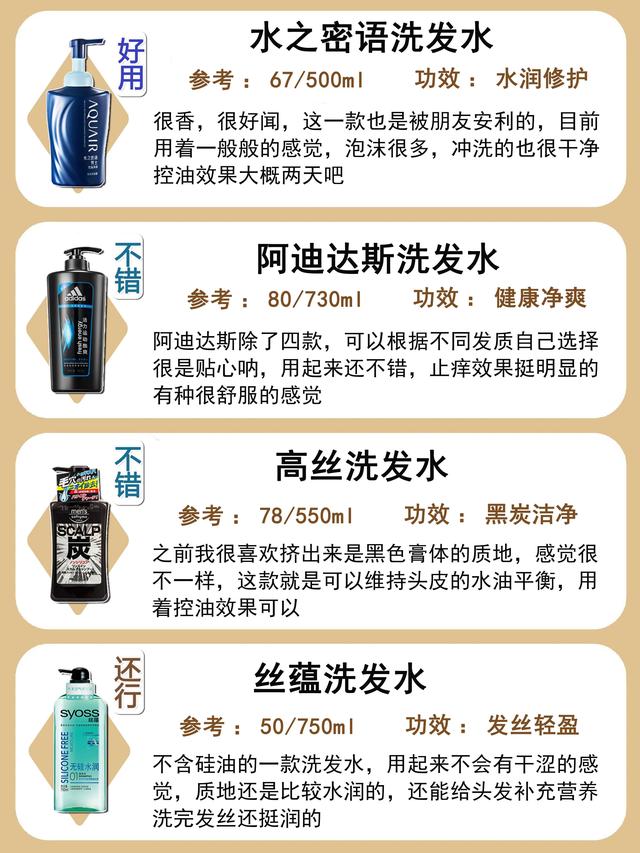 水之密语洗发水
好用
参考：67/500ml 功效：水润修护
AQUAIR
很香，很好闻，这一款也是被朋友安利的，目前
用着一般般的感觉，泡沫很多，冲洗的也很干净
控油效果大概两天吧
阿迪达斯洗发水
不错
参考：80/730ml 功效：健康净爽
adidas
fresh energy
阿迪达斯除了四款，可以根据不同发质自己选择
很是贴心呐，用起来还不错，止痒效果挺明显的
有种很舒服的感觉
高丝洗发水
不错
参考：78/550ml 功效：黑炭洁净
SCALP
炭
之前我很喜欢挤出来是黑色膏体的质地，感觉很
不一样，这款就是可以维持头皮的水油平衡，用
着控油效果可以
丝蕴洗发水
还行
参考：50/750ml 功效：发丝轻盈
syoss
丝蕴
SILICONE FREE
无硅水润
01
不含硅油的一款洗发水，用起来不会有干涩的感
觉，质地还是比较水润的，还能给头发补充营养
洗完发丝还挺润的